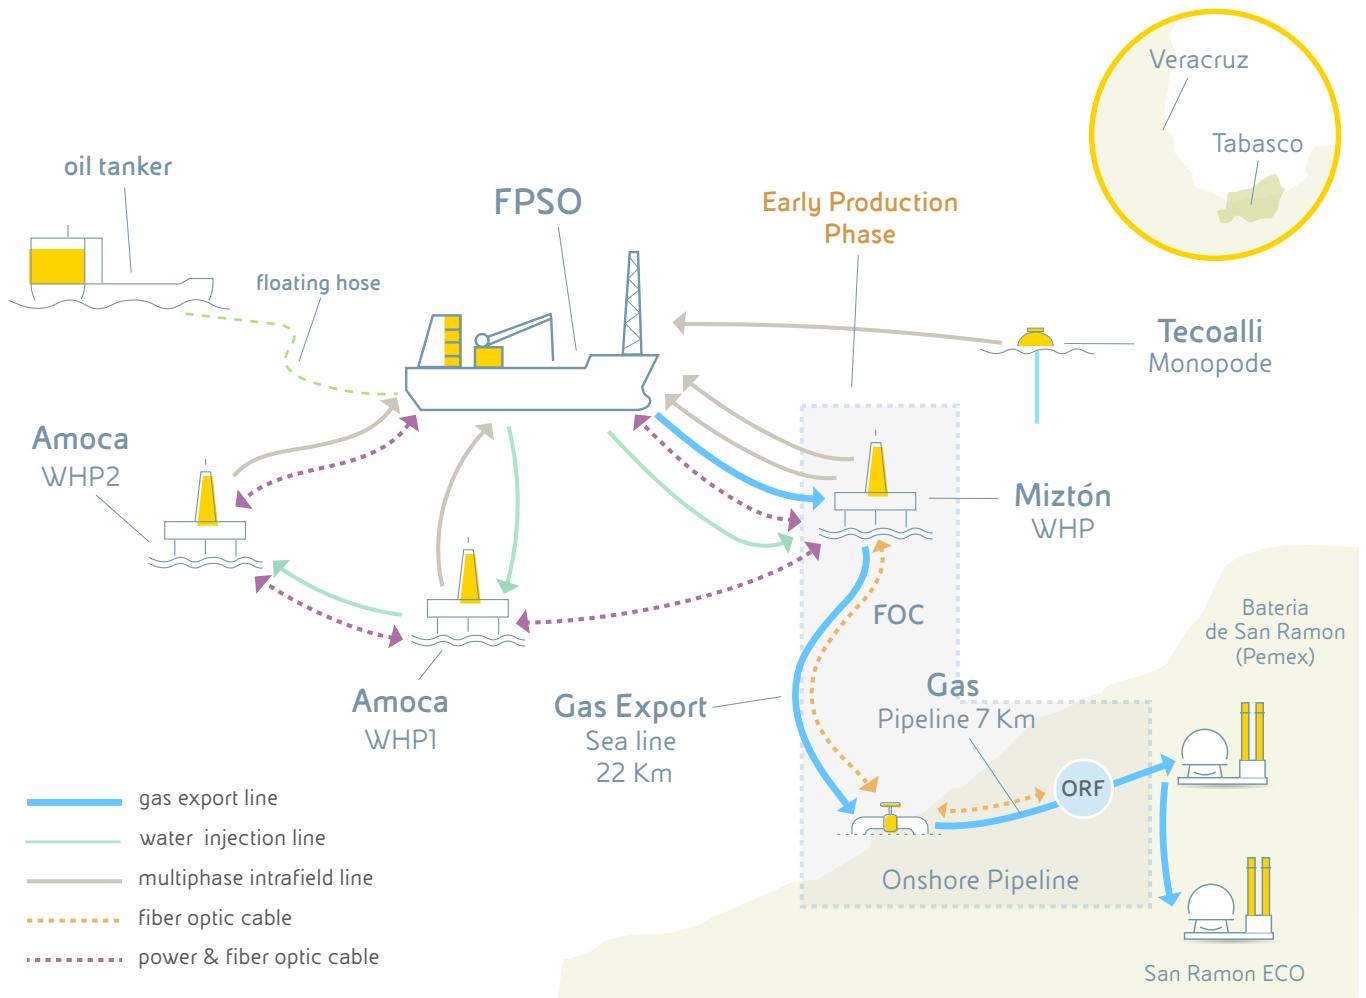 Veracruz
Tabasco
oil tanker
FPSO
Early Production
Phase
floating hose
Tecoalli
Monopode
Amoca
WHP2
Miztón
WHP
FOC
Bateria
de San Ramon
(Pemex)
Amoca
WHP1
Gas Export
Sea line
22 Km
Gas
Pipeline 7 Km
ORF
Onshore Pipeline
San Ramon ECO
gas export line
water injection line
multiphase intrafield line
fiber optic cable
power & fiber optic cable